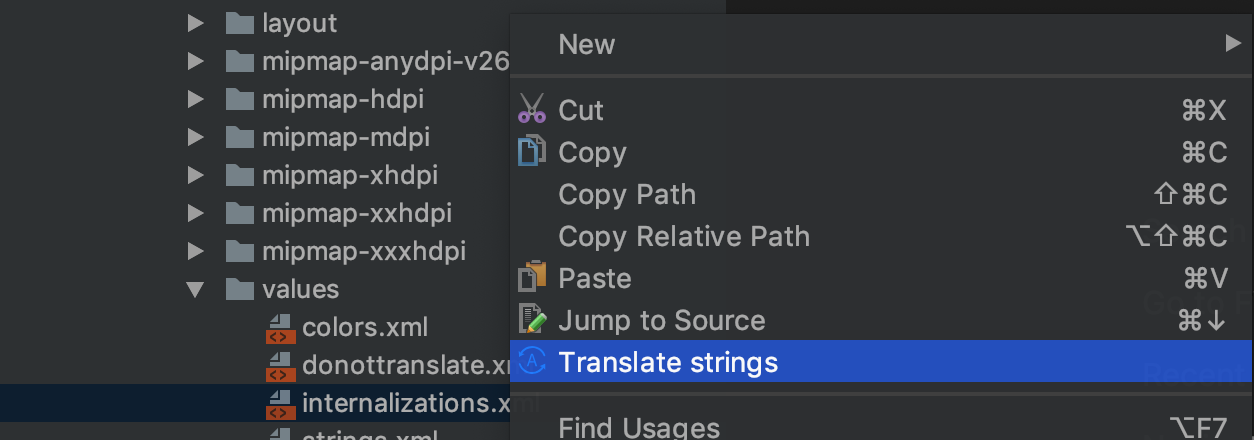 layout
mipmap-anydpi-v26
mipmap-hdpi
mipmap-mdpi
mipmap-xhdpi
mipmap-xxhdpi
mipmap-xxxhdpi
values
colors.xml
donottranslate.x
internalizations.x
strings.xml
New
Cut ⌘X
Copy ⌘C
Copy Path ⇧⌘C
Copy Relative Path ⌥⇧⌘C
Paste ⌘V
Jump to Source ⌘↓
Translate strings
Find Usages ⌥F7